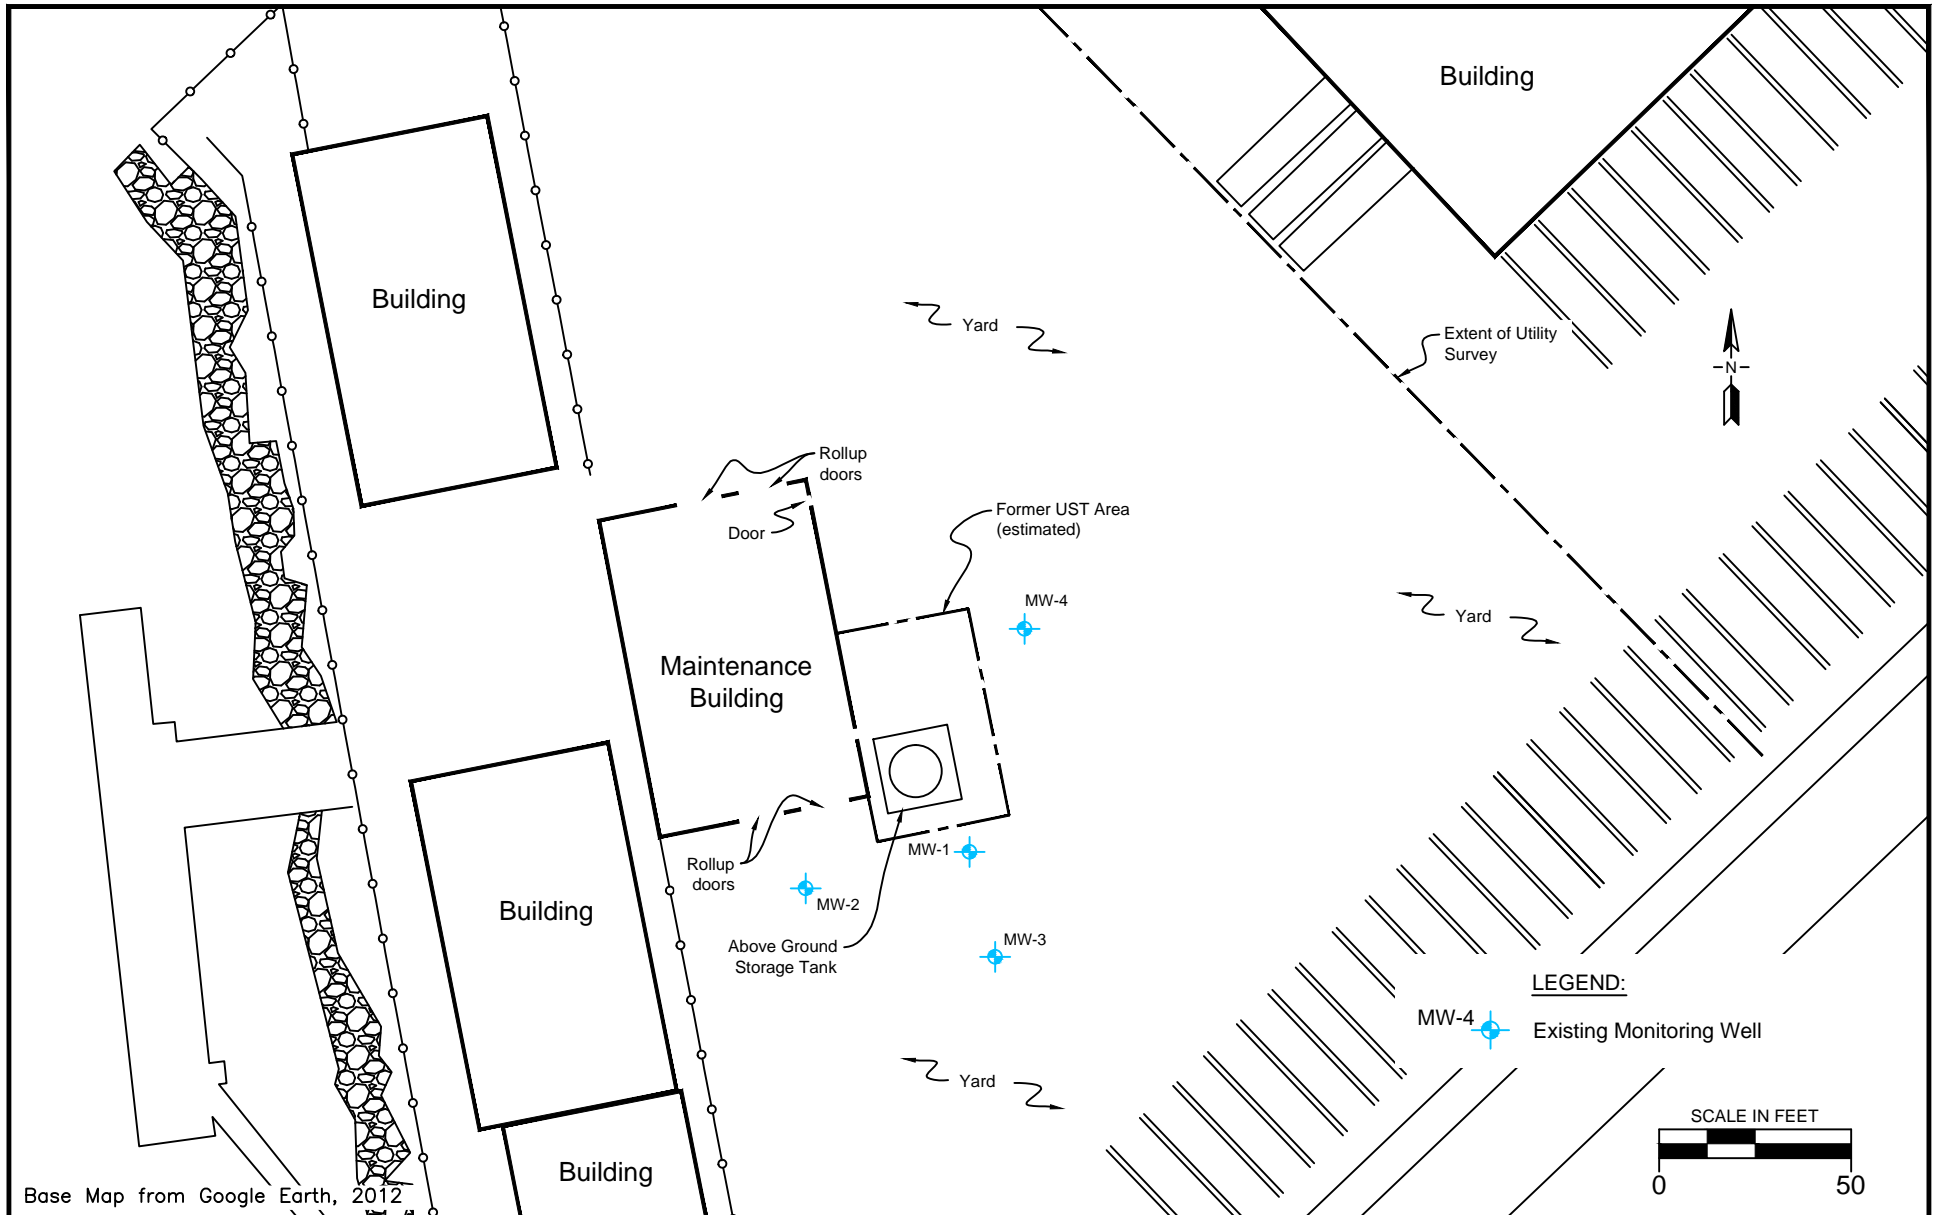 Building
Building
Yard
Extent of Utility
Survey
N
Rollup
doors
Door
Former UST Area
(estimated)
MW-4
Yard
Maintenance
Building
MW-1
Rollup
doors
MW-2
Building
Above Ground
Storage Tank
MW-3
LEGEND:
MW-4
Existing Monitoring Well
Yard
SCALE IN FEET
0
50
Building
Base Map from Google Earth, 2012